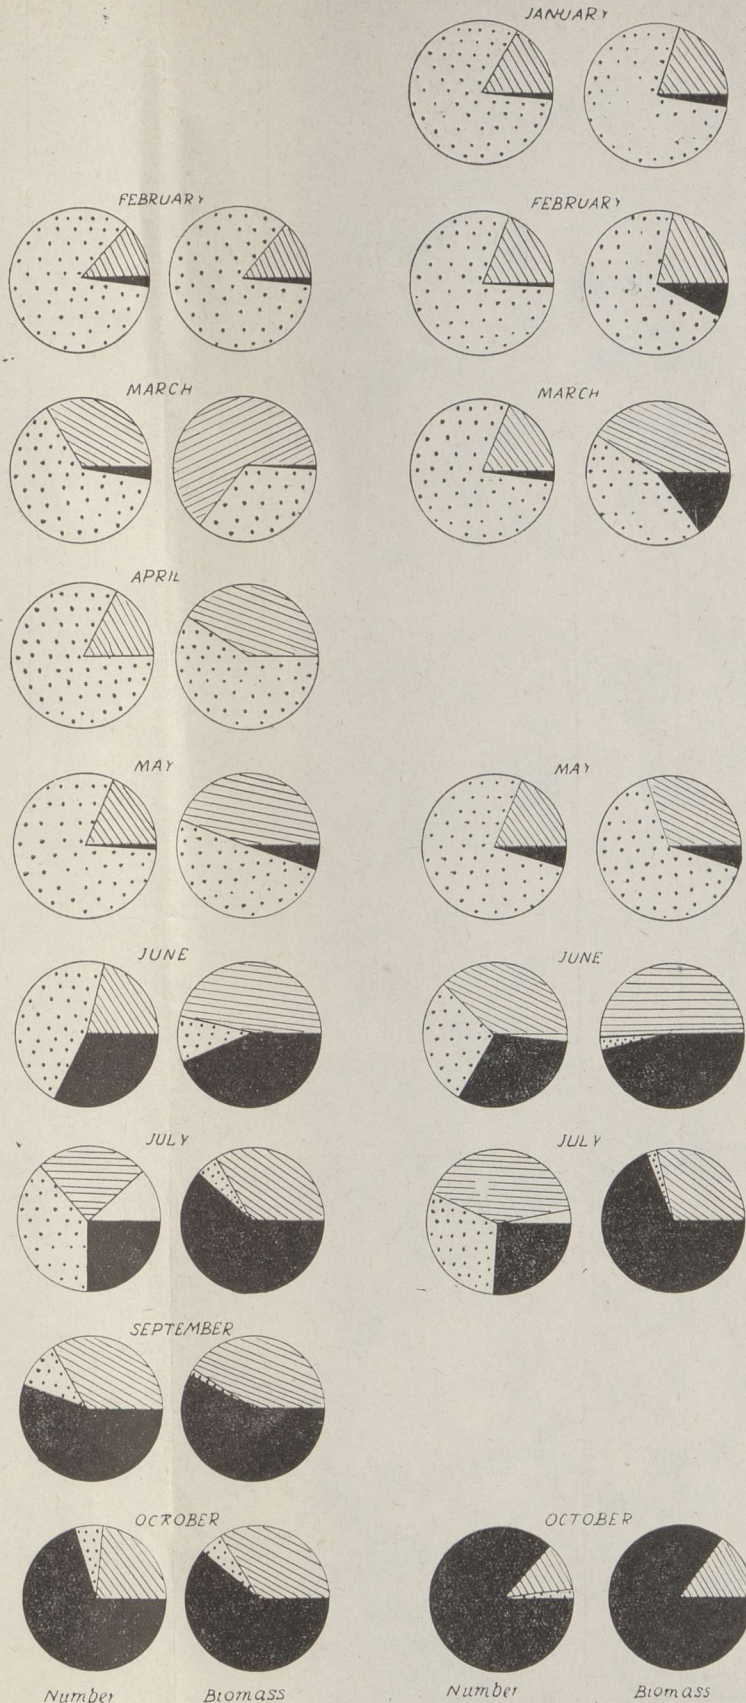 JANUARY
FEBRUARY FEBRUARY
MARCH MARCH
APRIL
MAY MAY
JUNE JUNE
JULY JULY
SEPTEMBER
OCROBER OCTOBER
Number Biomass Number Biomass